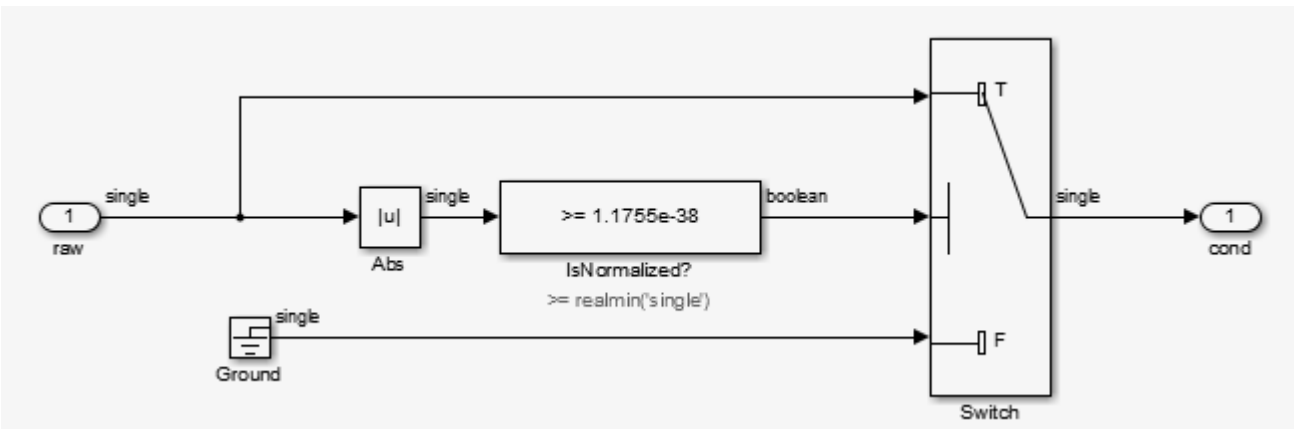 T
single
1
raw
|u|
Abs
single
>= 1.1755e-38
IsNormalized?
>= realmin('single')
boolean
single
1
cond
single
Ground
F
Switch